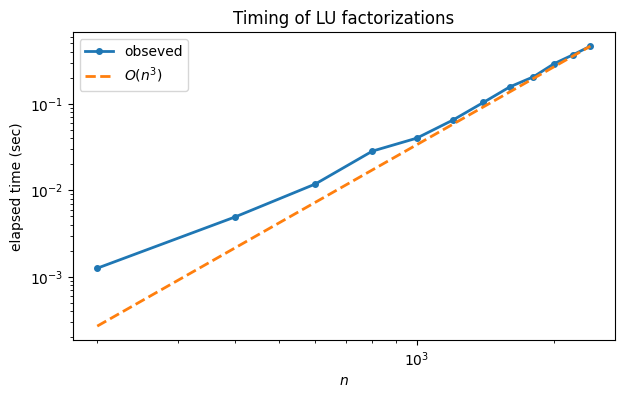 Timing of LU factorizations
obseved
O(n³)
elapsed time (sec)
10⁻¹
10⁻²
10⁻³
10³
n